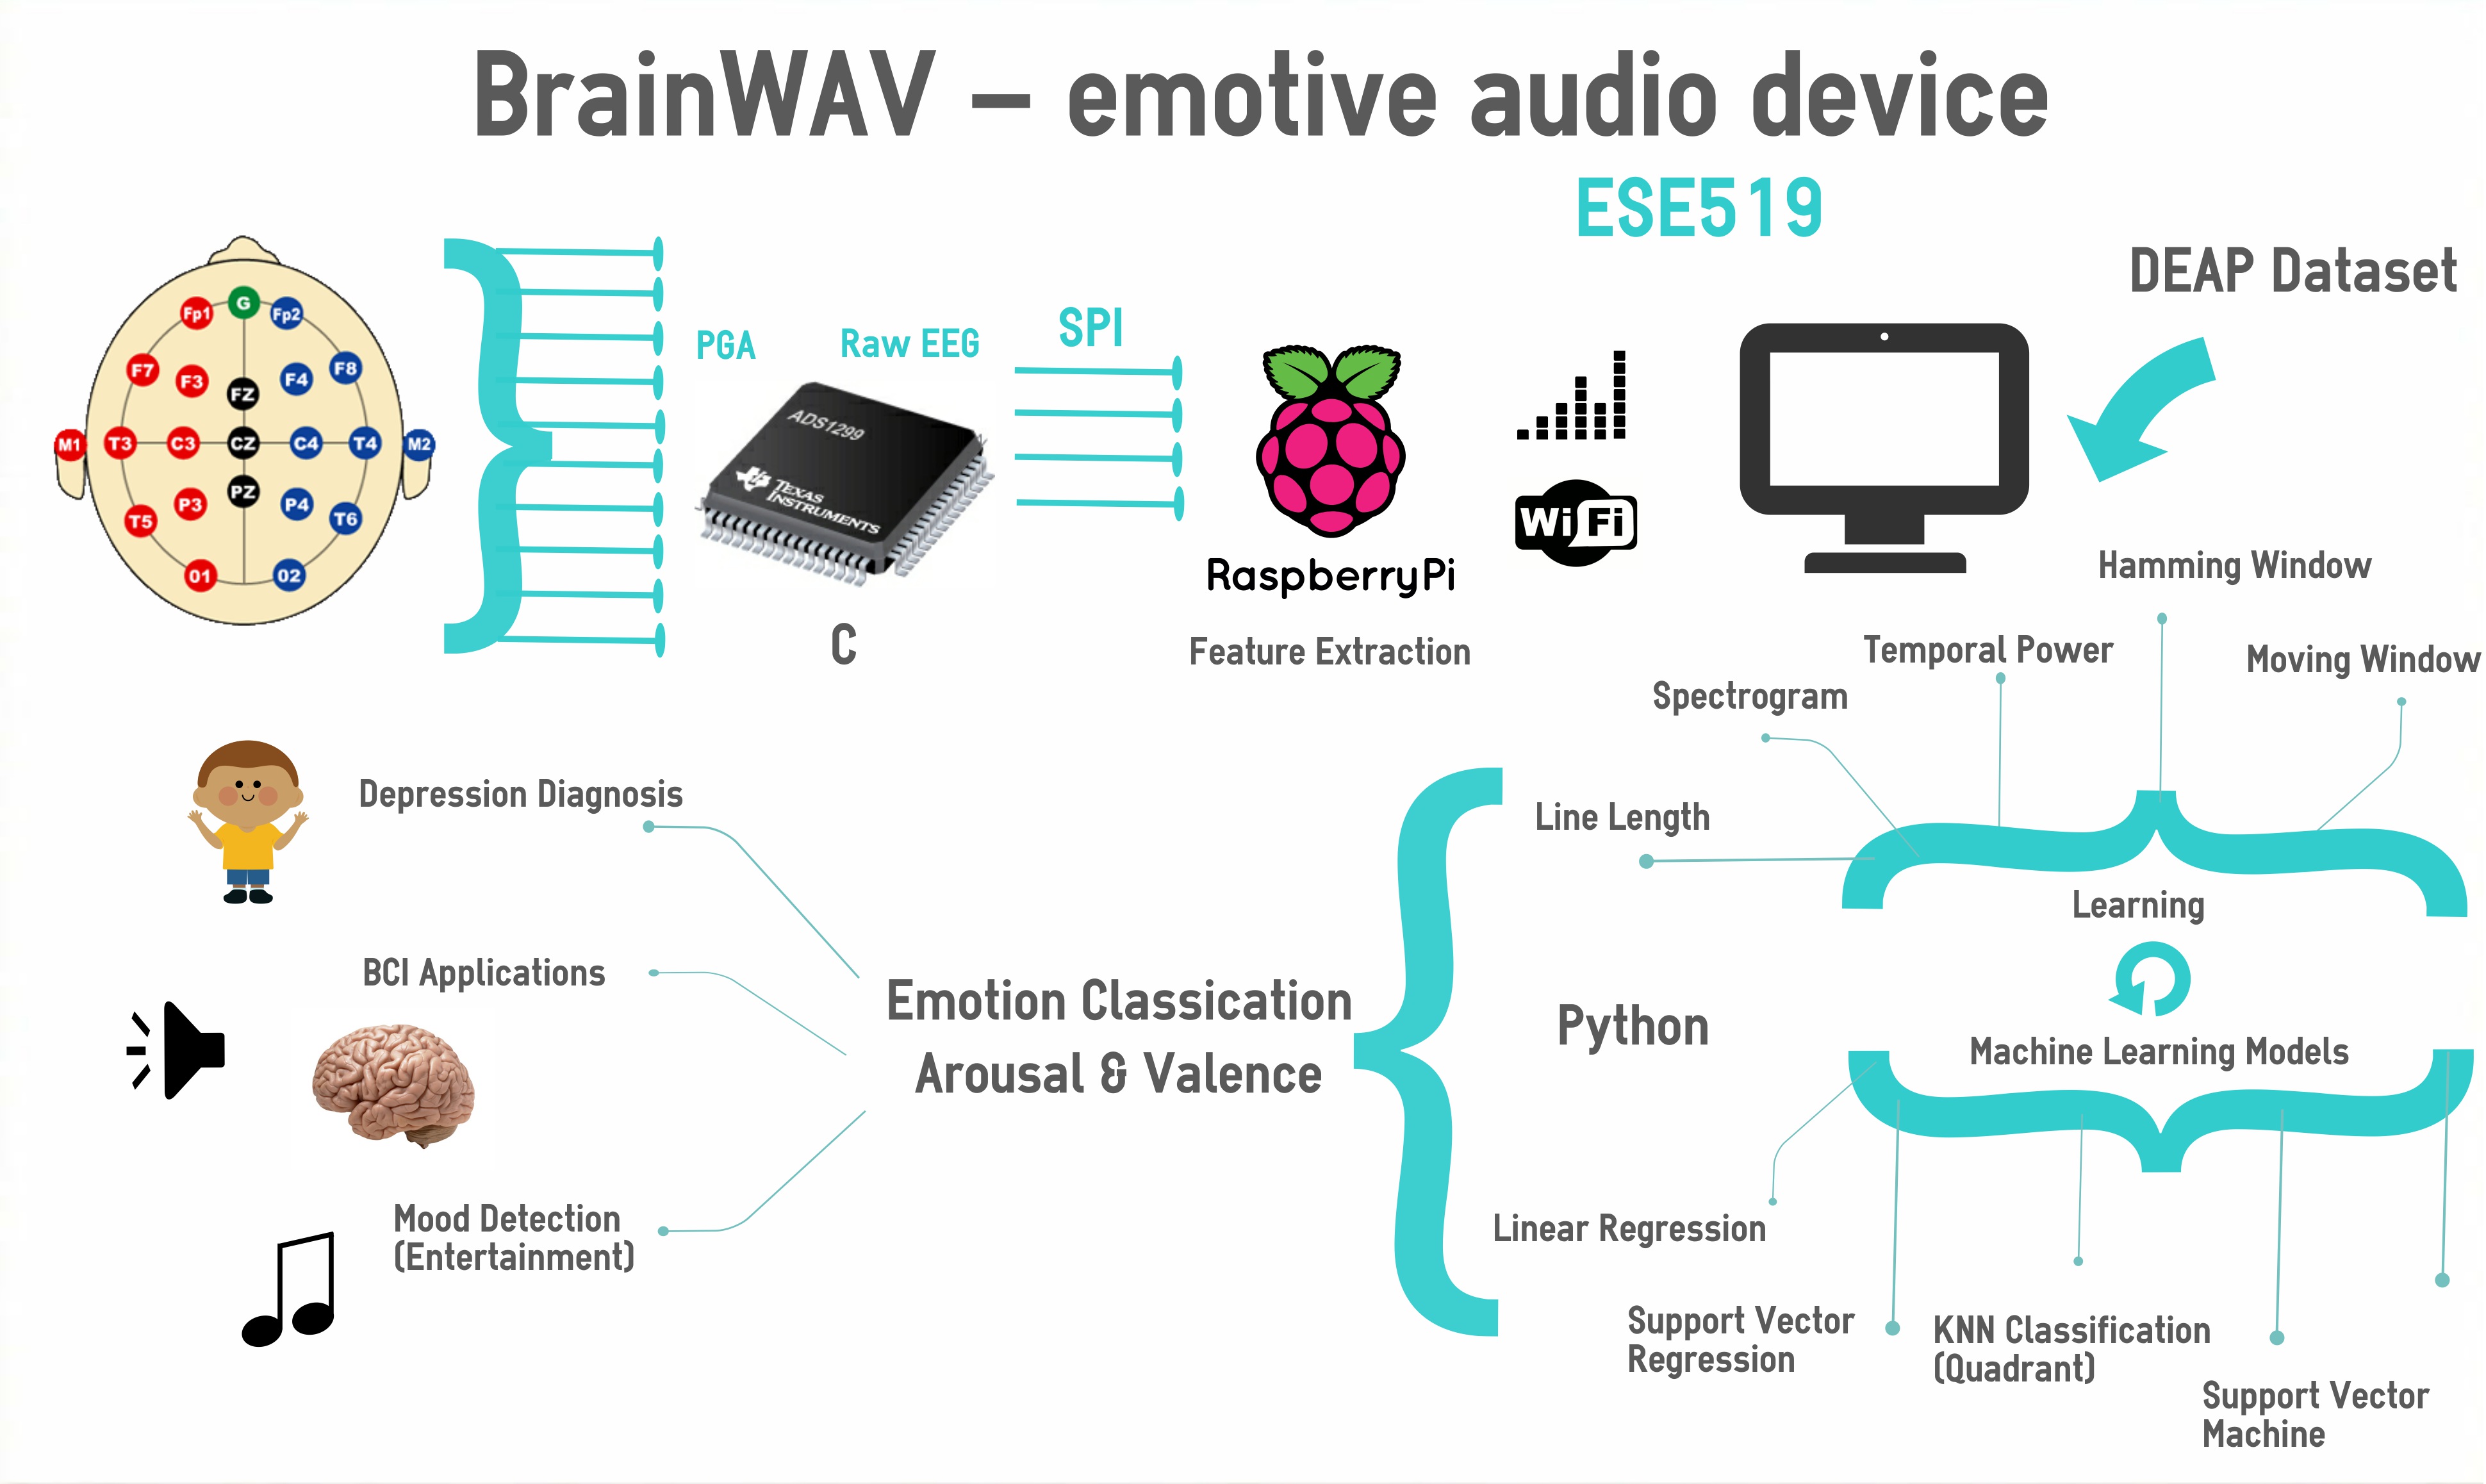 BrainWAV – emotive audio device
ESE519
DEAP Dataset
G
Fp1
Fp2
F7
F3
FZ
F4
F8
M1
T3
C3
CZ
C4
T4
M2
T5
P3
PZ
P4
T6
01
02
PGA
Raw EEG
SPI
ADS1299
TEXAS
INSTRUMENTS
C
RaspberryPi
Feature Extraction
WiFi
Hamming Window
Temporal Power
Moving Window
Spectrogram
Line Length
Learning
Python
Machine Learning Models
Linear Regression
Support Vector
Regression
KNN Classification
(Quadrant)
Support Vector
Machine
Emotion Classication
Arousal & Valence
Depression Diagnosis
BCI Applications
Mood Detection
(Entertainment)